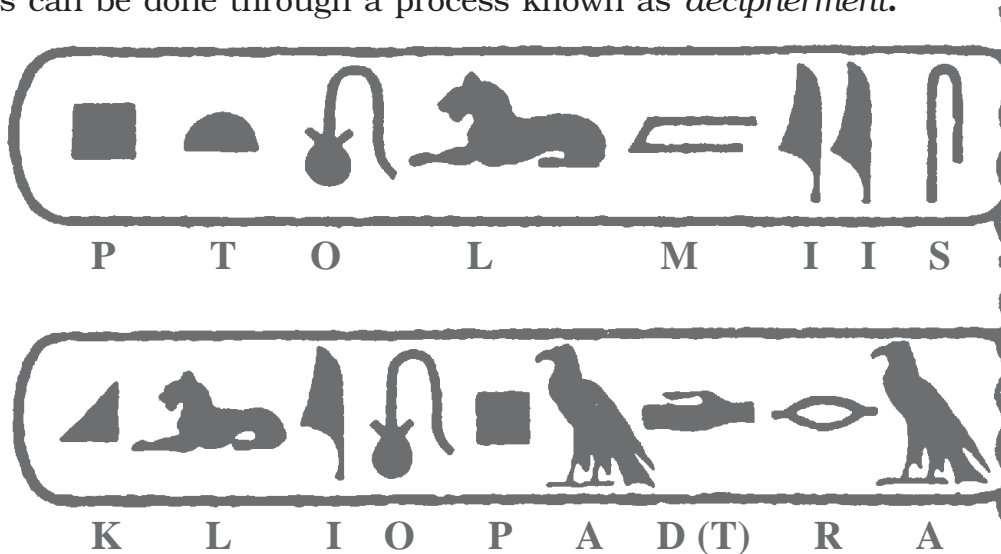 s can be done through a process known as decipherment.
P T O L M I I S
K L I O P A D (T) R A